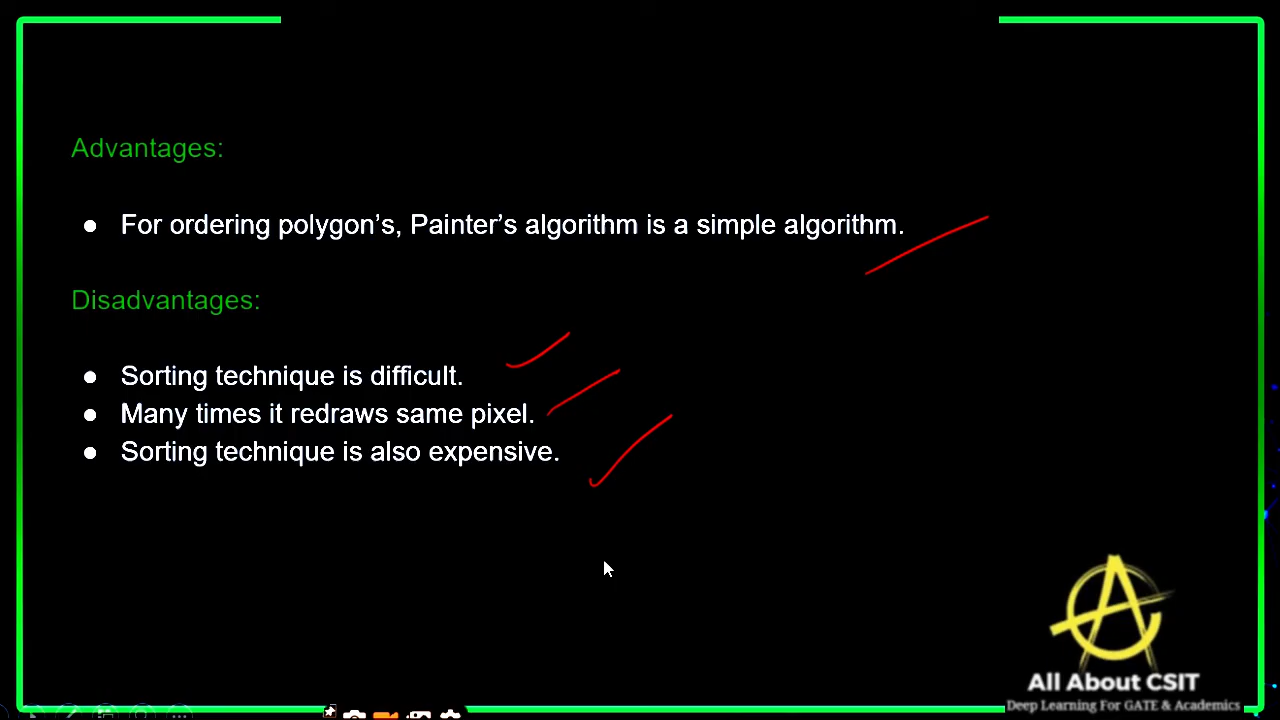 Advantages:
● For ordering polygon's, Painter's algorithm is a simple algorithm.
Disadvantages:
● Sorting technique is difficult.
● Many times it redraws same pixel.
● Sorting technique is also expensive.
All About CSIT
Deep Learning For GATE & Academics